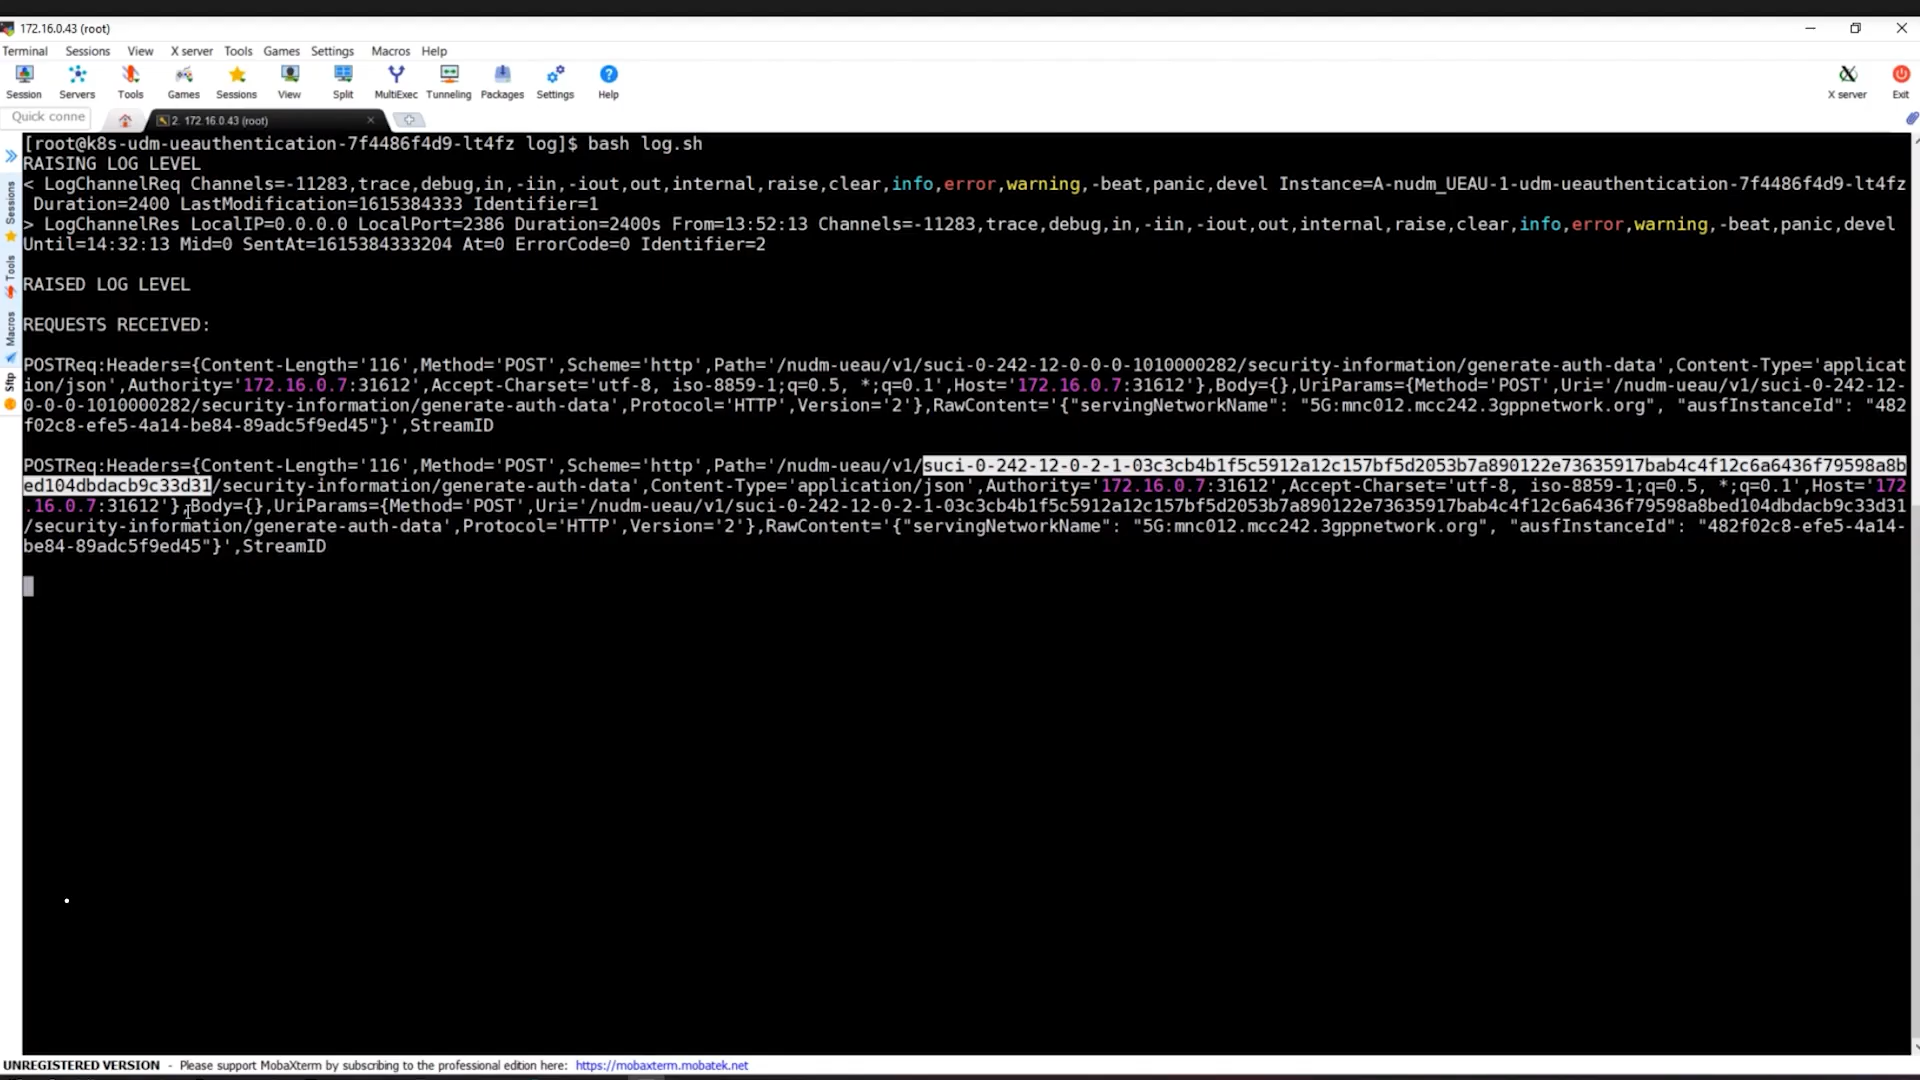 172.16.0.43 (root)
Terminal Sessions View X server Tools Games Settings Macros Help
Session Servers Tools Games Sessions View Split MultiExec Tunneling Packages Settings Help X server Exit
Quick conne
2. 172.16.0.43 (root)
Sessions
Tools
Macros
Sftp
[root@k8s-udm-ueauthentication-7f4486f4d9-lt4fz log]$ bash log.sh
RAISING LOG LEVEL
< LogChannelReq Channels=-11283,trace,debug,in,-iin,-iout,out,internal,raise,clear,info,error,warning,-beat,panic,devel Instance=A-nudm_UEAU-1-udm-ueauthentication-7f4486f4d9-lt4fz
Duration=2400 LastModification=1615384333 Identifier=1
> LogChannelRes LocalIP=0.0.0.0 LocalPort=2386 Duration=2400s From=13:52:13 Channels=-11283,trace,debug,in,-iin,-iout,out,internal,raise,clear,info,error,warning,-beat,panic,devel
Until=14:32:13 Mid=0 SentAt=1615384333204 At=0 ErrorCode=0 Identifier=2
RAISED LOG LEVEL
REQUESTS RECEIVED:
POSTReq:Headers={Content-Length='116',Method='POST',Scheme='http',Path='/nudm-ueau/v1/suci-0-242-12-0-0-0-1010000282/security-information/generate-auth-data',Content-Type='applicat
ion/json',Authority='172.16.0.7:31612',Accept-Charset='utf-8, iso-8859-1;q=0.5, *;q=0.1',Host='172.16.0.7:31612'},Body={},UriParams={Method='POST',Uri='/nudm-ueau/v1/suci-0-242-12-
0-0-0-1010000282/security-information/generate-auth-data',Protocol='HTTP',Version='2'},RawContent='{"servingNetworkName": "5G:mnc012.mcc242.3gppnetwork.org", "ausfInstanceId": "482
f02c8-efe5-4a14-be84-89adc5f9ed45"}',StreamID
POSTReq:Headers={Content-Length='116',Method='POST',Scheme='http',Path='/nudm-ueau/v1/suci-0-242-12-0-2-1-03c3cb4b1f5c5912a12c157bf5d2053b7a890122e73635917bab4c4f12c6a6436f79598a8b
ed104dbdacb9c33d31/security-information/generate-auth-data',Content-Type='application/json',Authority='172.16.0.7:31612',Accept-Charset='utf-8, iso-8859-1;q=0.5, *;q=0.1',Host='172
.16.0.7:31612'},Body={},UriParams={Method='POST',Uri='/nudm-ueau/v1/suci-0-242-12-0-2-1-03c3cb4b1f5c5912a12c157bf5d2053b7a890122e73635917bab4c4f12c6a6436f79598a8bed104dbdacb9c33d31
/security-information/generate-auth-data',Protocol='HTTP',Version='2'},RawContent='{"servingNetworkName": "5G:mnc012.mcc242.3gppnetwork.org", "ausfInstanceId": "482f02c8-efe5-4a14-
be84-89adc5f9ed45"}',StreamID
UNREGISTERED VERSION - Please support MobaXterm by subscribing to the professional edition here: https://mobaxterm.mobatek.net